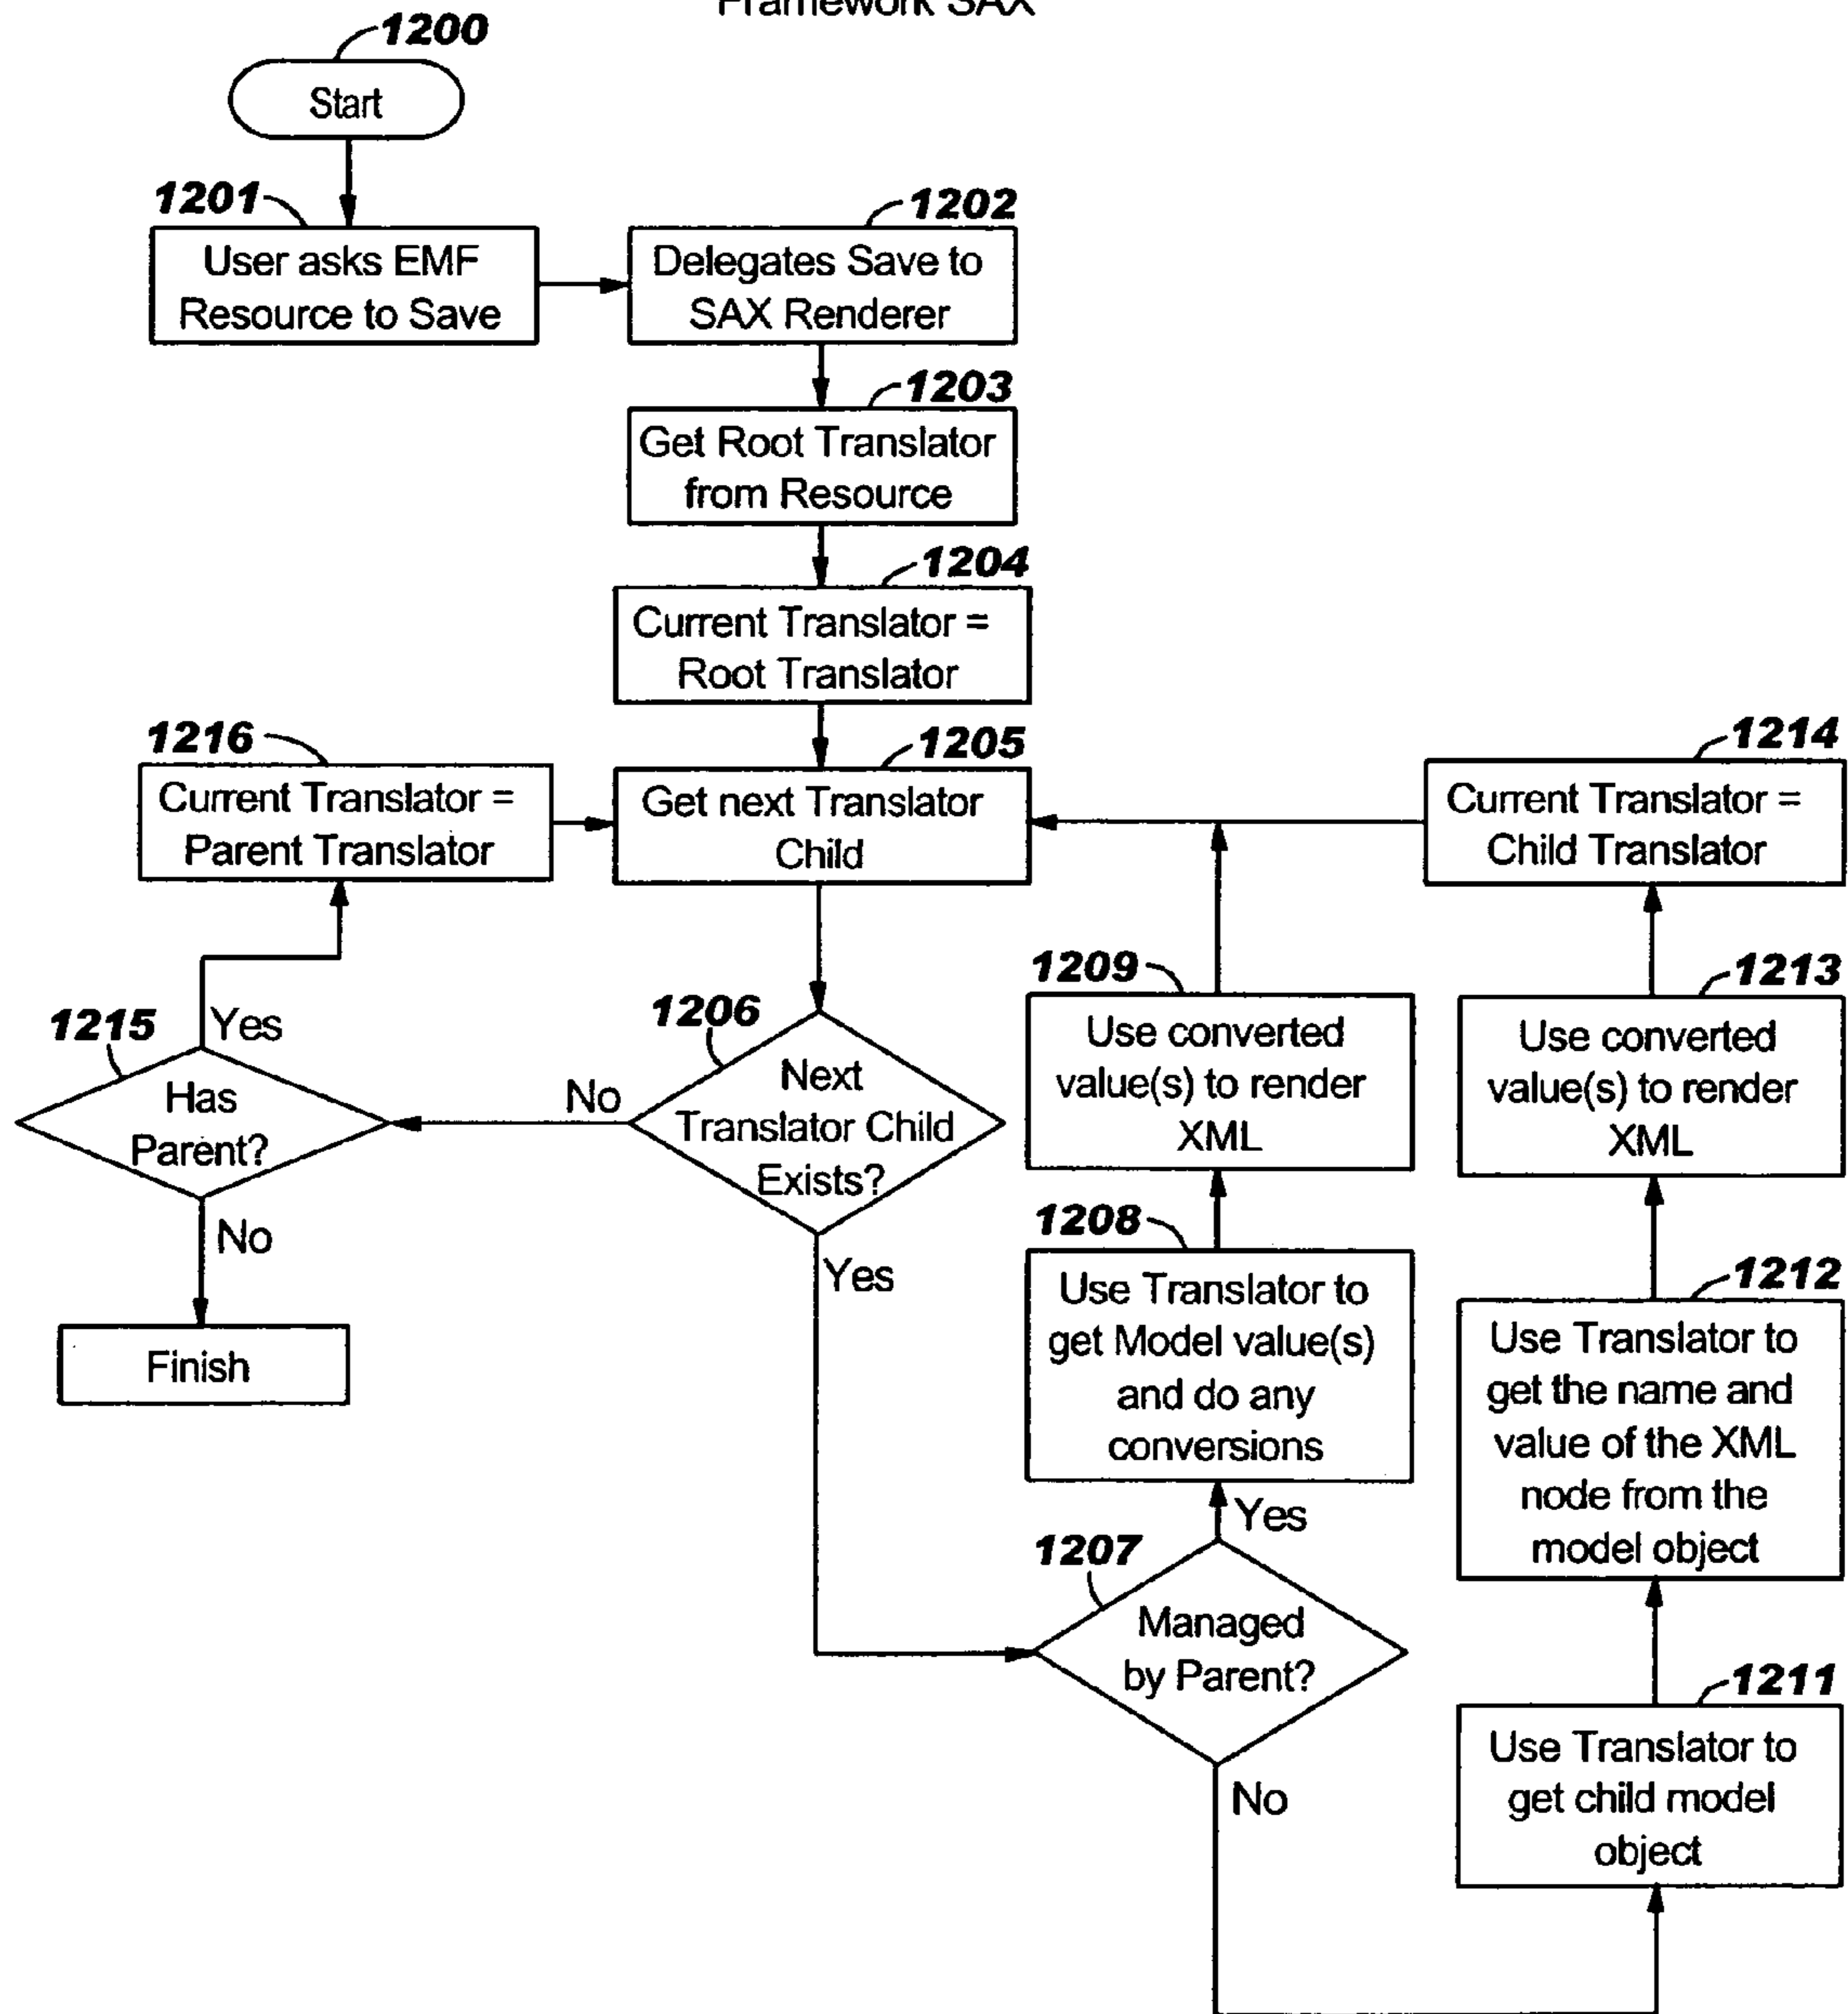 Framework SAX
1200
Start
1201
User asks EMF
Resource to Save
1202
Delegates Save to
SAX Renderer
1203
Get Root Translator
from Resource
1204
Current Translator =
Root Translator
1216
Current Translator =
Parent Translator
1205
Get next Translator
Child
1214
Current Translator =
Child Translator
1215
Yes
Has
Parent?
No
Finish
1206
Next
Translator Child
Exists?
No
Yes
1209
Use converted
value(s) to render
XML
1213
Use converted
value(s) to render
XML
1208
Use Translator to
get Model value(s)
and do any
conversions
1212
Use Translator to
get the name and
value of the XML
node from the
model object
Yes
1207
Managed
by Parent?
No
1211
Use Translator to
get child model
object